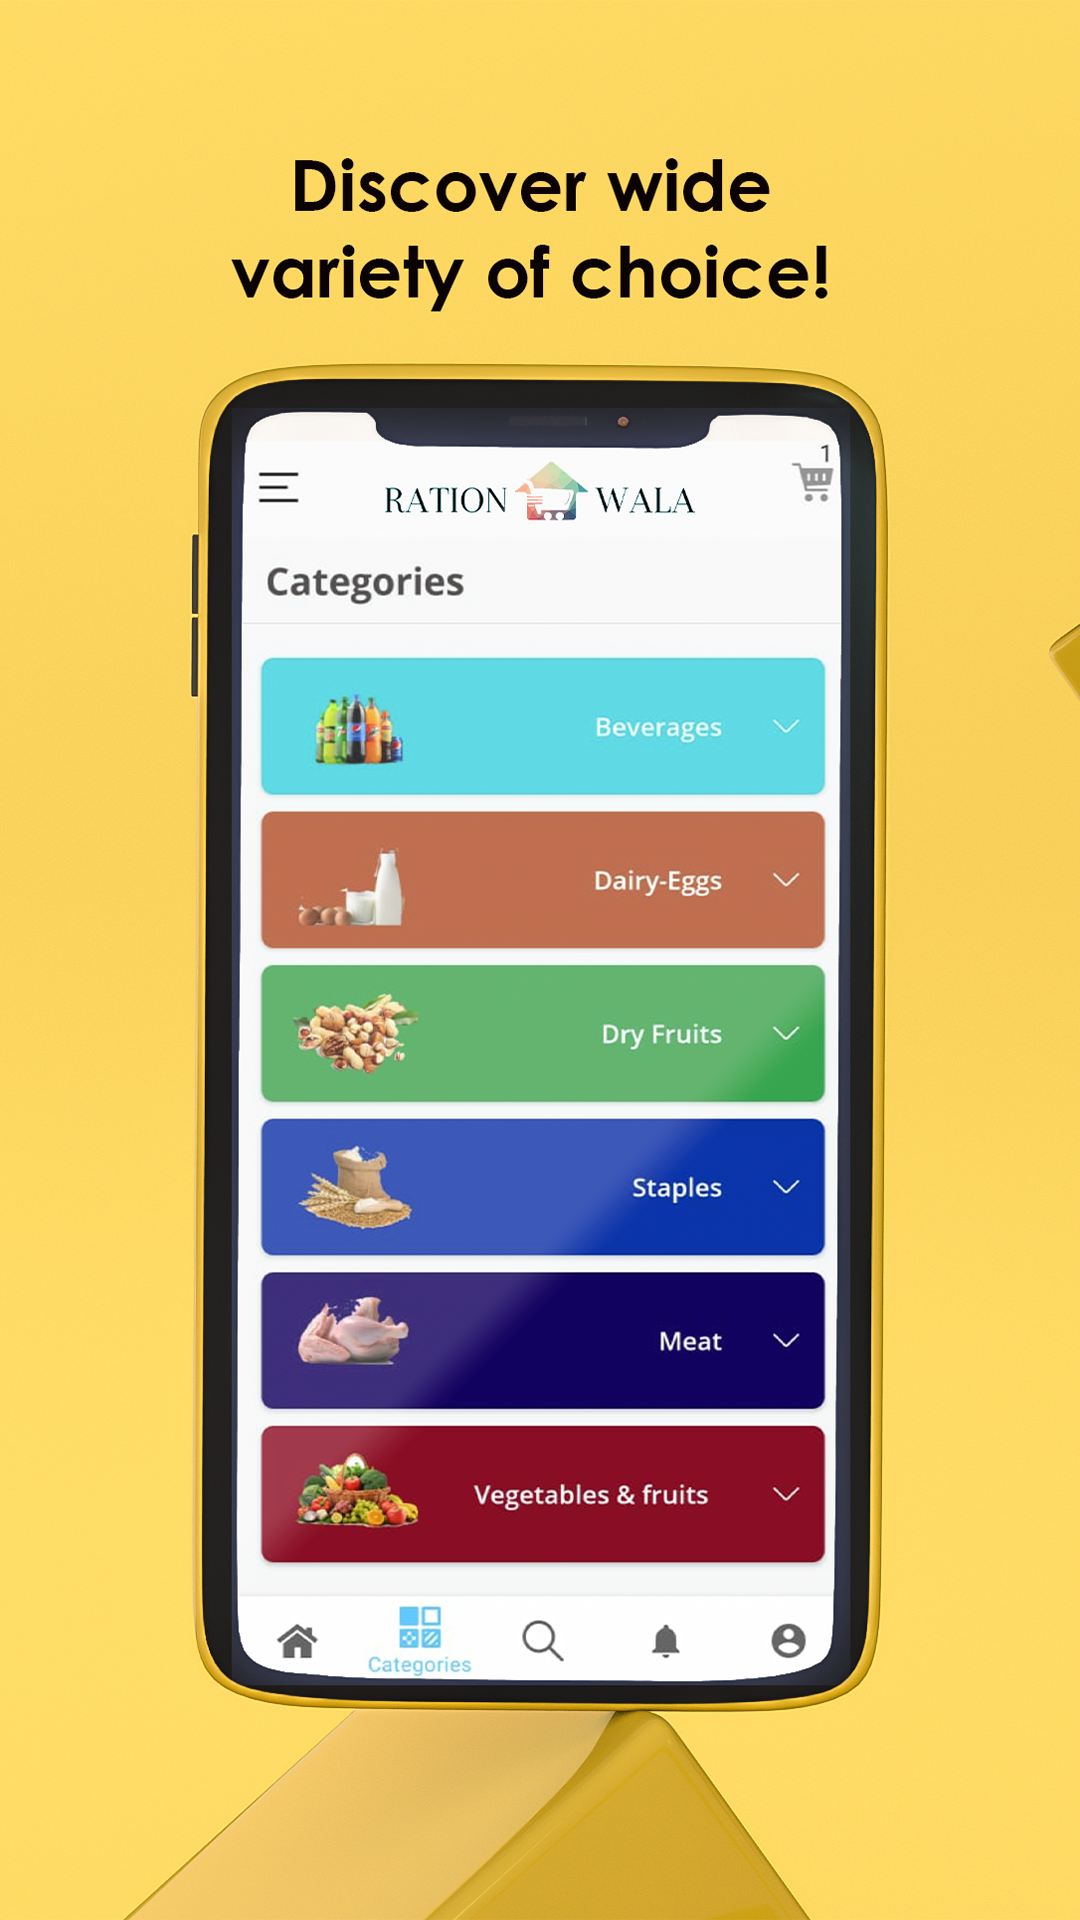 Discover wide
variety of choice!
1
RATION WALA
Categories
Beverages
Dairy-Eggs
Dry Fruits
Staples
Meat
Vegetables & fruits
Categories